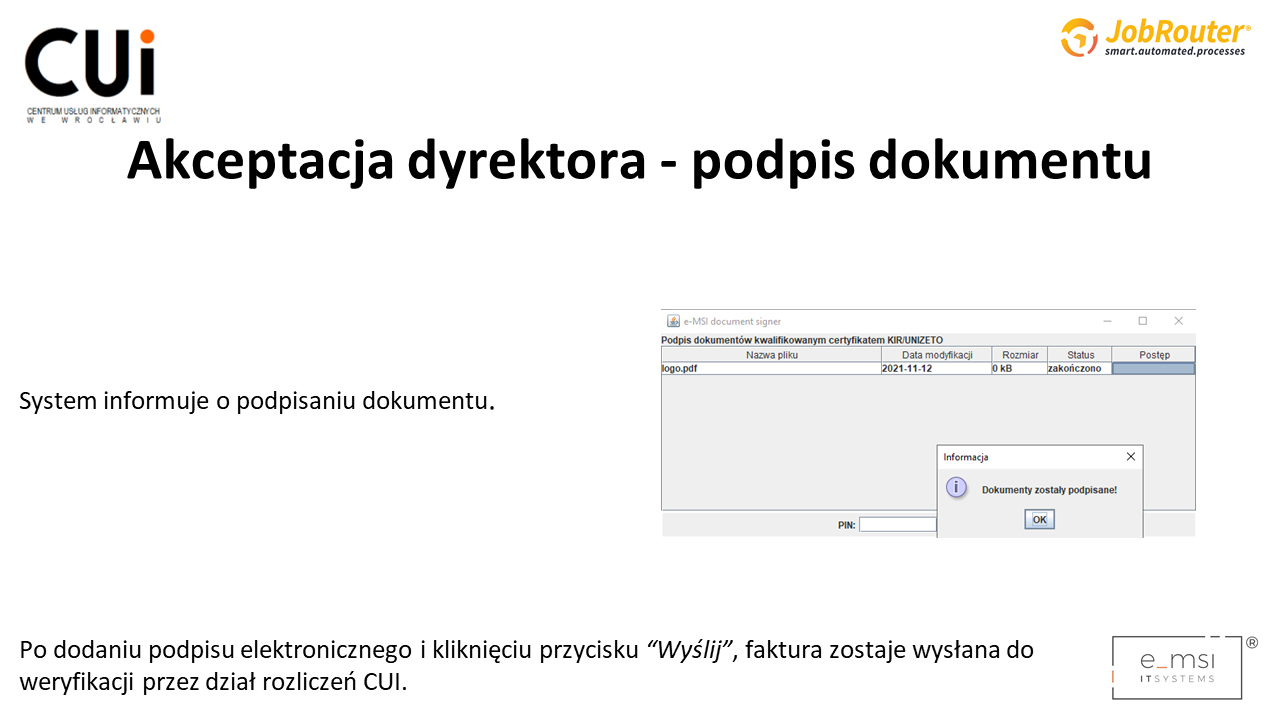 CUi
CENTRUM USŁUG INFORMATYCZNYCH
WE WROCŁAWIU
JobRouter®
smart.automated.processes
Akceptacja dyrektora - podpis dokumentu
System informuje o podpisaniu dokumentu.
e-MSI document signer
Podpis dokumentów kwalifikowanym certyfikatem KIR/UNIZETO
Nazwa pliku Data modyfikacji Rozmiar Status Postęp
logo.pdf 2021-11-12 0 kB zakończono
Informacja
i Dokumenty zostały podpisane!
OK
PIN:
Po dodaniu podpisu elektronicznego i kliknięciu przycisku “Wyślij”, faktura zostaje wysłana do
weryfikacji przez dział rozliczeń CUI.
e_msi ®
ITSYSTEMS